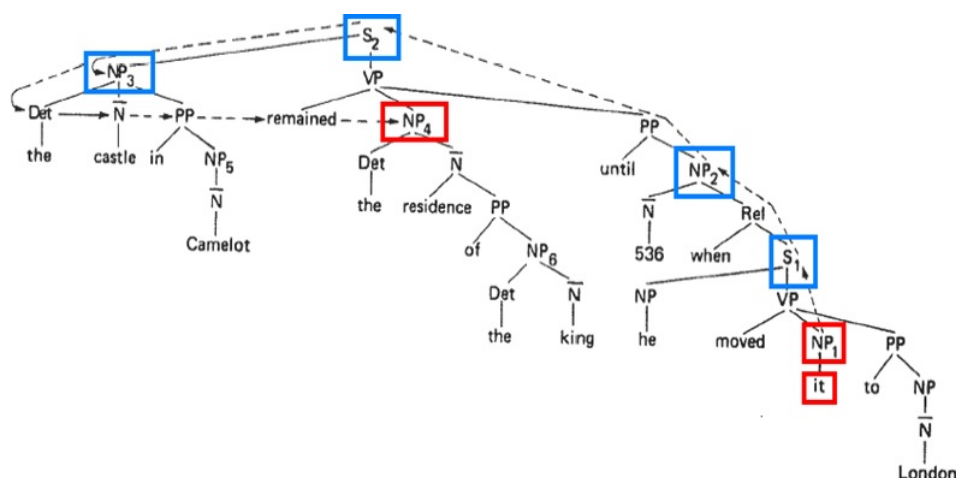 S2
NP3 VP
Det N̄ PP remained NP4 PP
the castle in NP5 Det N̄ until NP2
N̄ the residence PP N̄ Rel
Camelot of NP6 536 when S1
Det N̄ NP VP
the king he moved NP1 PP
it to NP
N̄
London